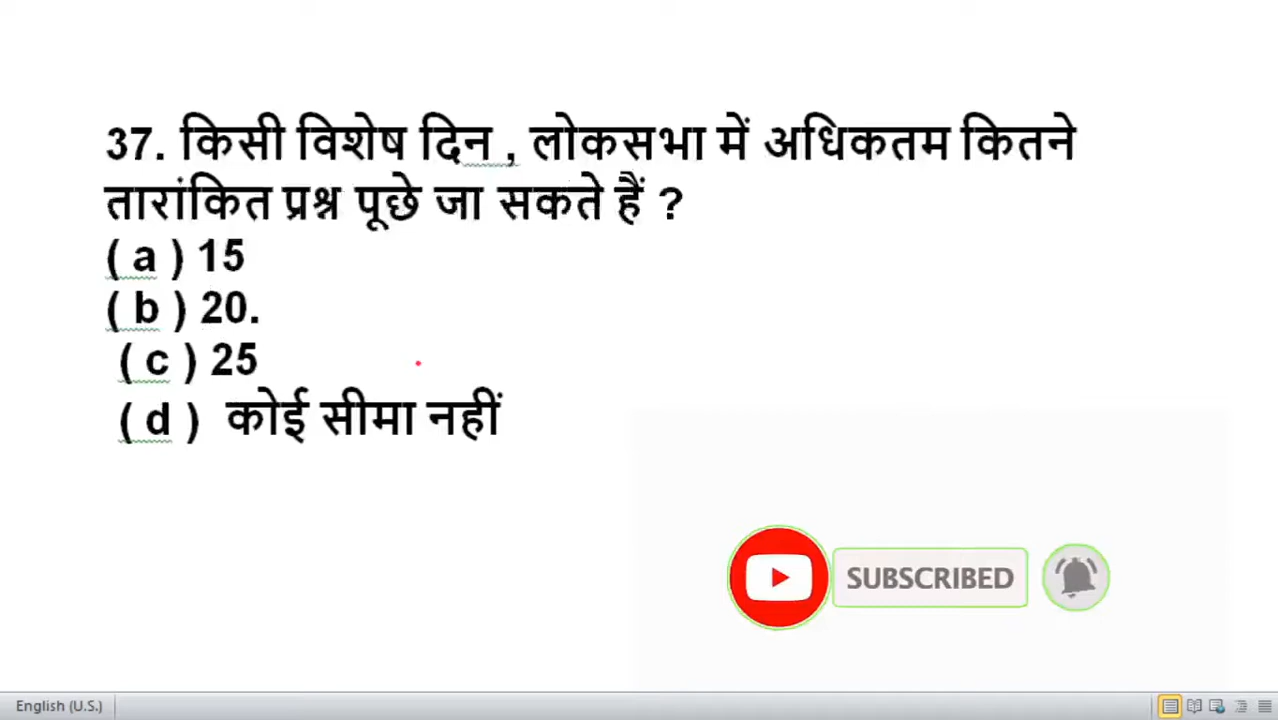 37. किसी विशेष दिन , लोकसभा में अधिकतम कितने
तारांकित प्रश्न पूछे जा सकते हैं ?
( a ) 15
( b ) 20.
( c ) 25
( d ) कोई सीमा नहीं
SUBSCRIBED
English (U.S.)